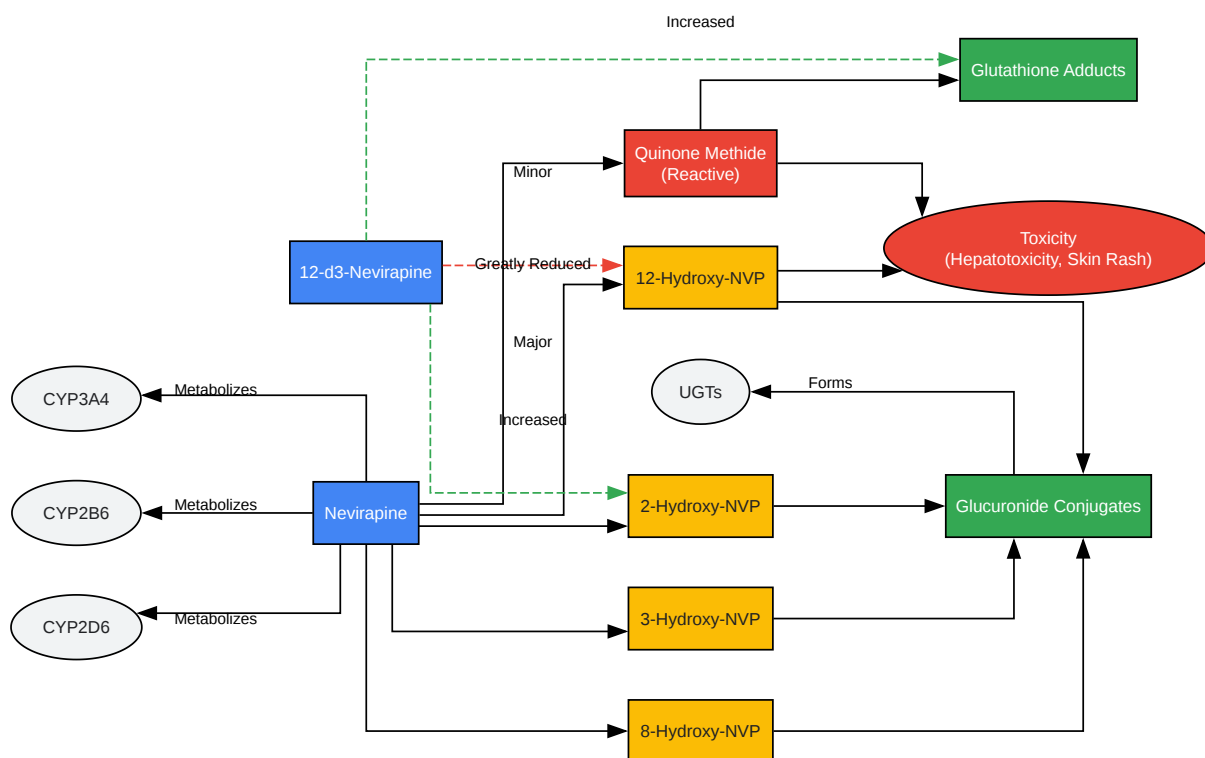 Increased
Glutathione Adducts
Quinone Methide
(Reactive)
Minor
Toxicity
(Hepatotoxicity, Skin Rash)
12-d3-Nevirapine
Greatly Reduced
12-Hydroxy-NVP
Major
CYP3A4
Metabolizes
UGTs
Forms
Increased
CYP2B6
Metabolizes
Nevirapine
2-Hydroxy-NVP
Glucuronide Conjugates
CYP2D6
Metabolizes
3-Hydroxy-NVP
8-Hydroxy-NVP